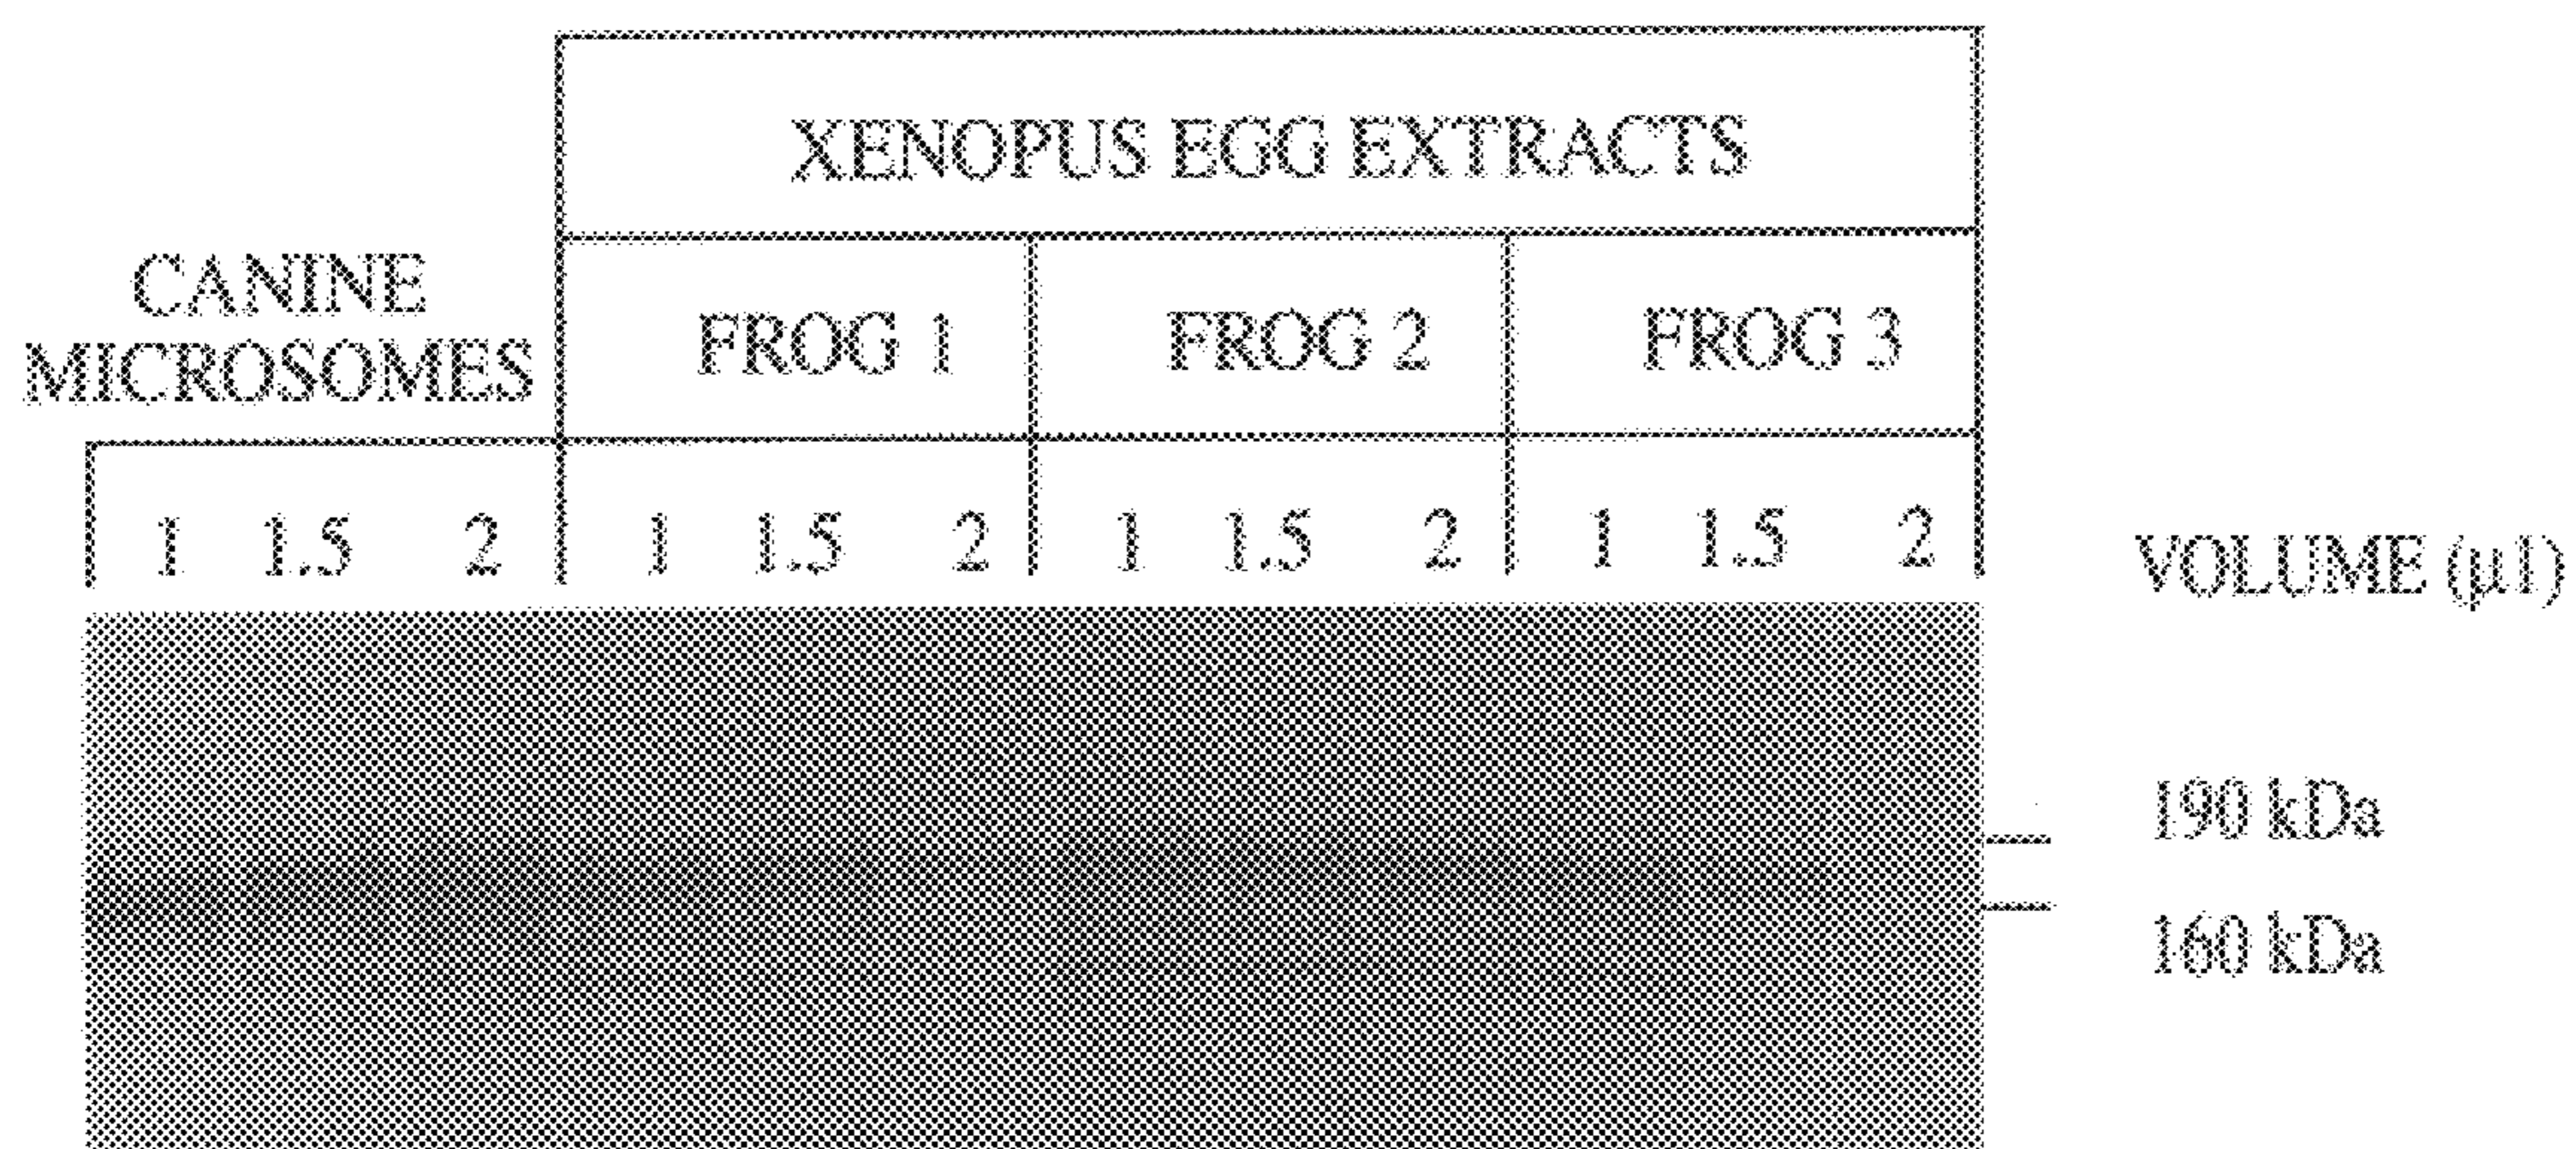 XENOPUS EGG EXTRACTS
CANINE
MICROSOMES
FROG 1 FROG 2 FROG 3
1 1.5 2 1 1.5 2 1 1.5 2 1 1.5 2
VOLUME (µl)
190 kDa
160 kDa